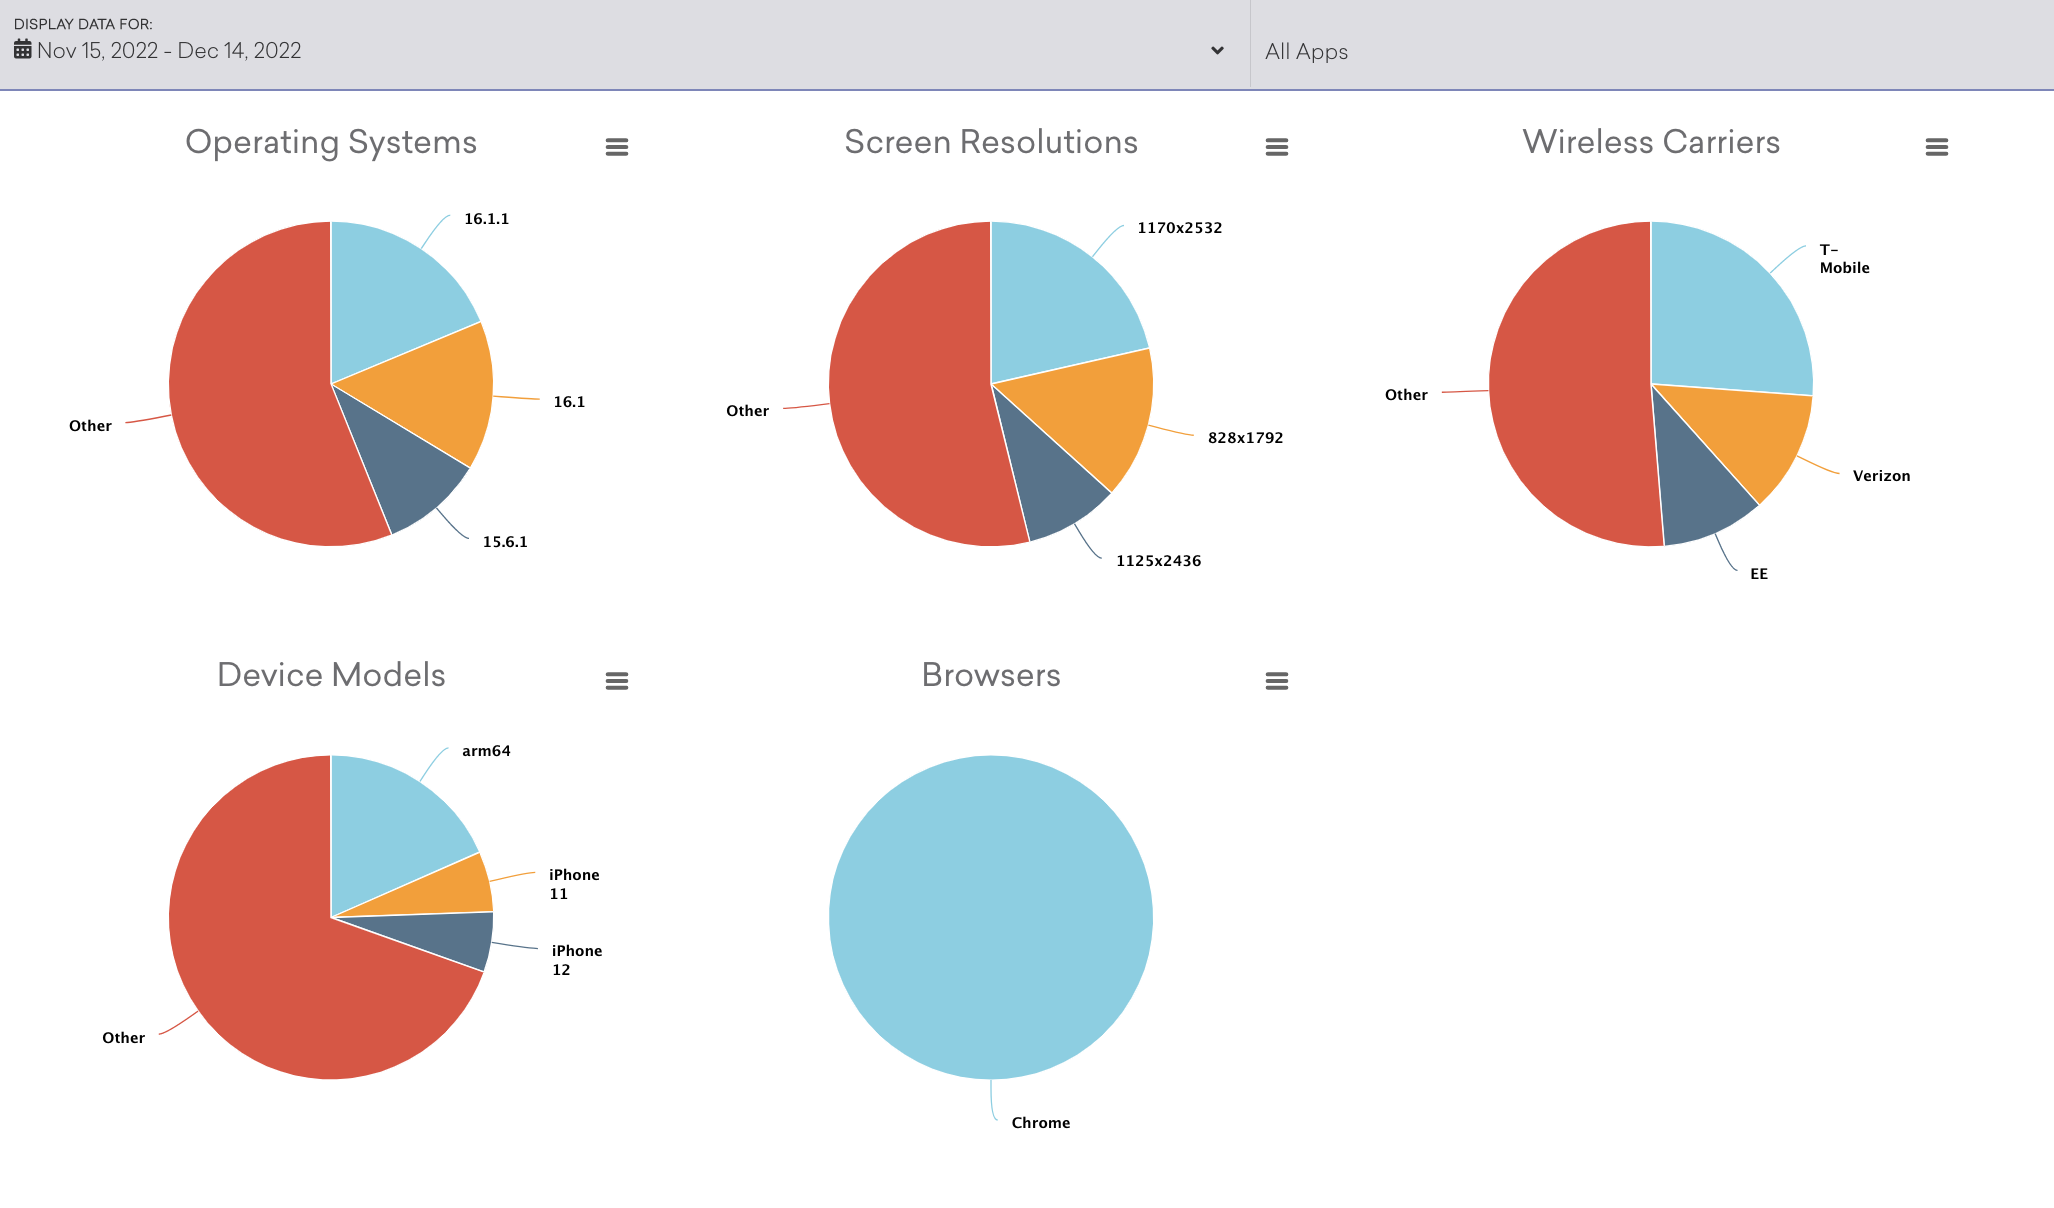 DISPLAY DATA FOR:
Nov 15, 2022 - Dec 14, 2022
All Apps
Operating Systems
16.1.1
16.1
15.6.1
Other
Screen Resolutions
1170x2532
828x1792
1125x2436
Other
Wireless Carriers
T-
Mobile
Verizon
EE
Other
Device Models
arm64
iPhone
11
iPhone
12
Other
Browsers
Chrome